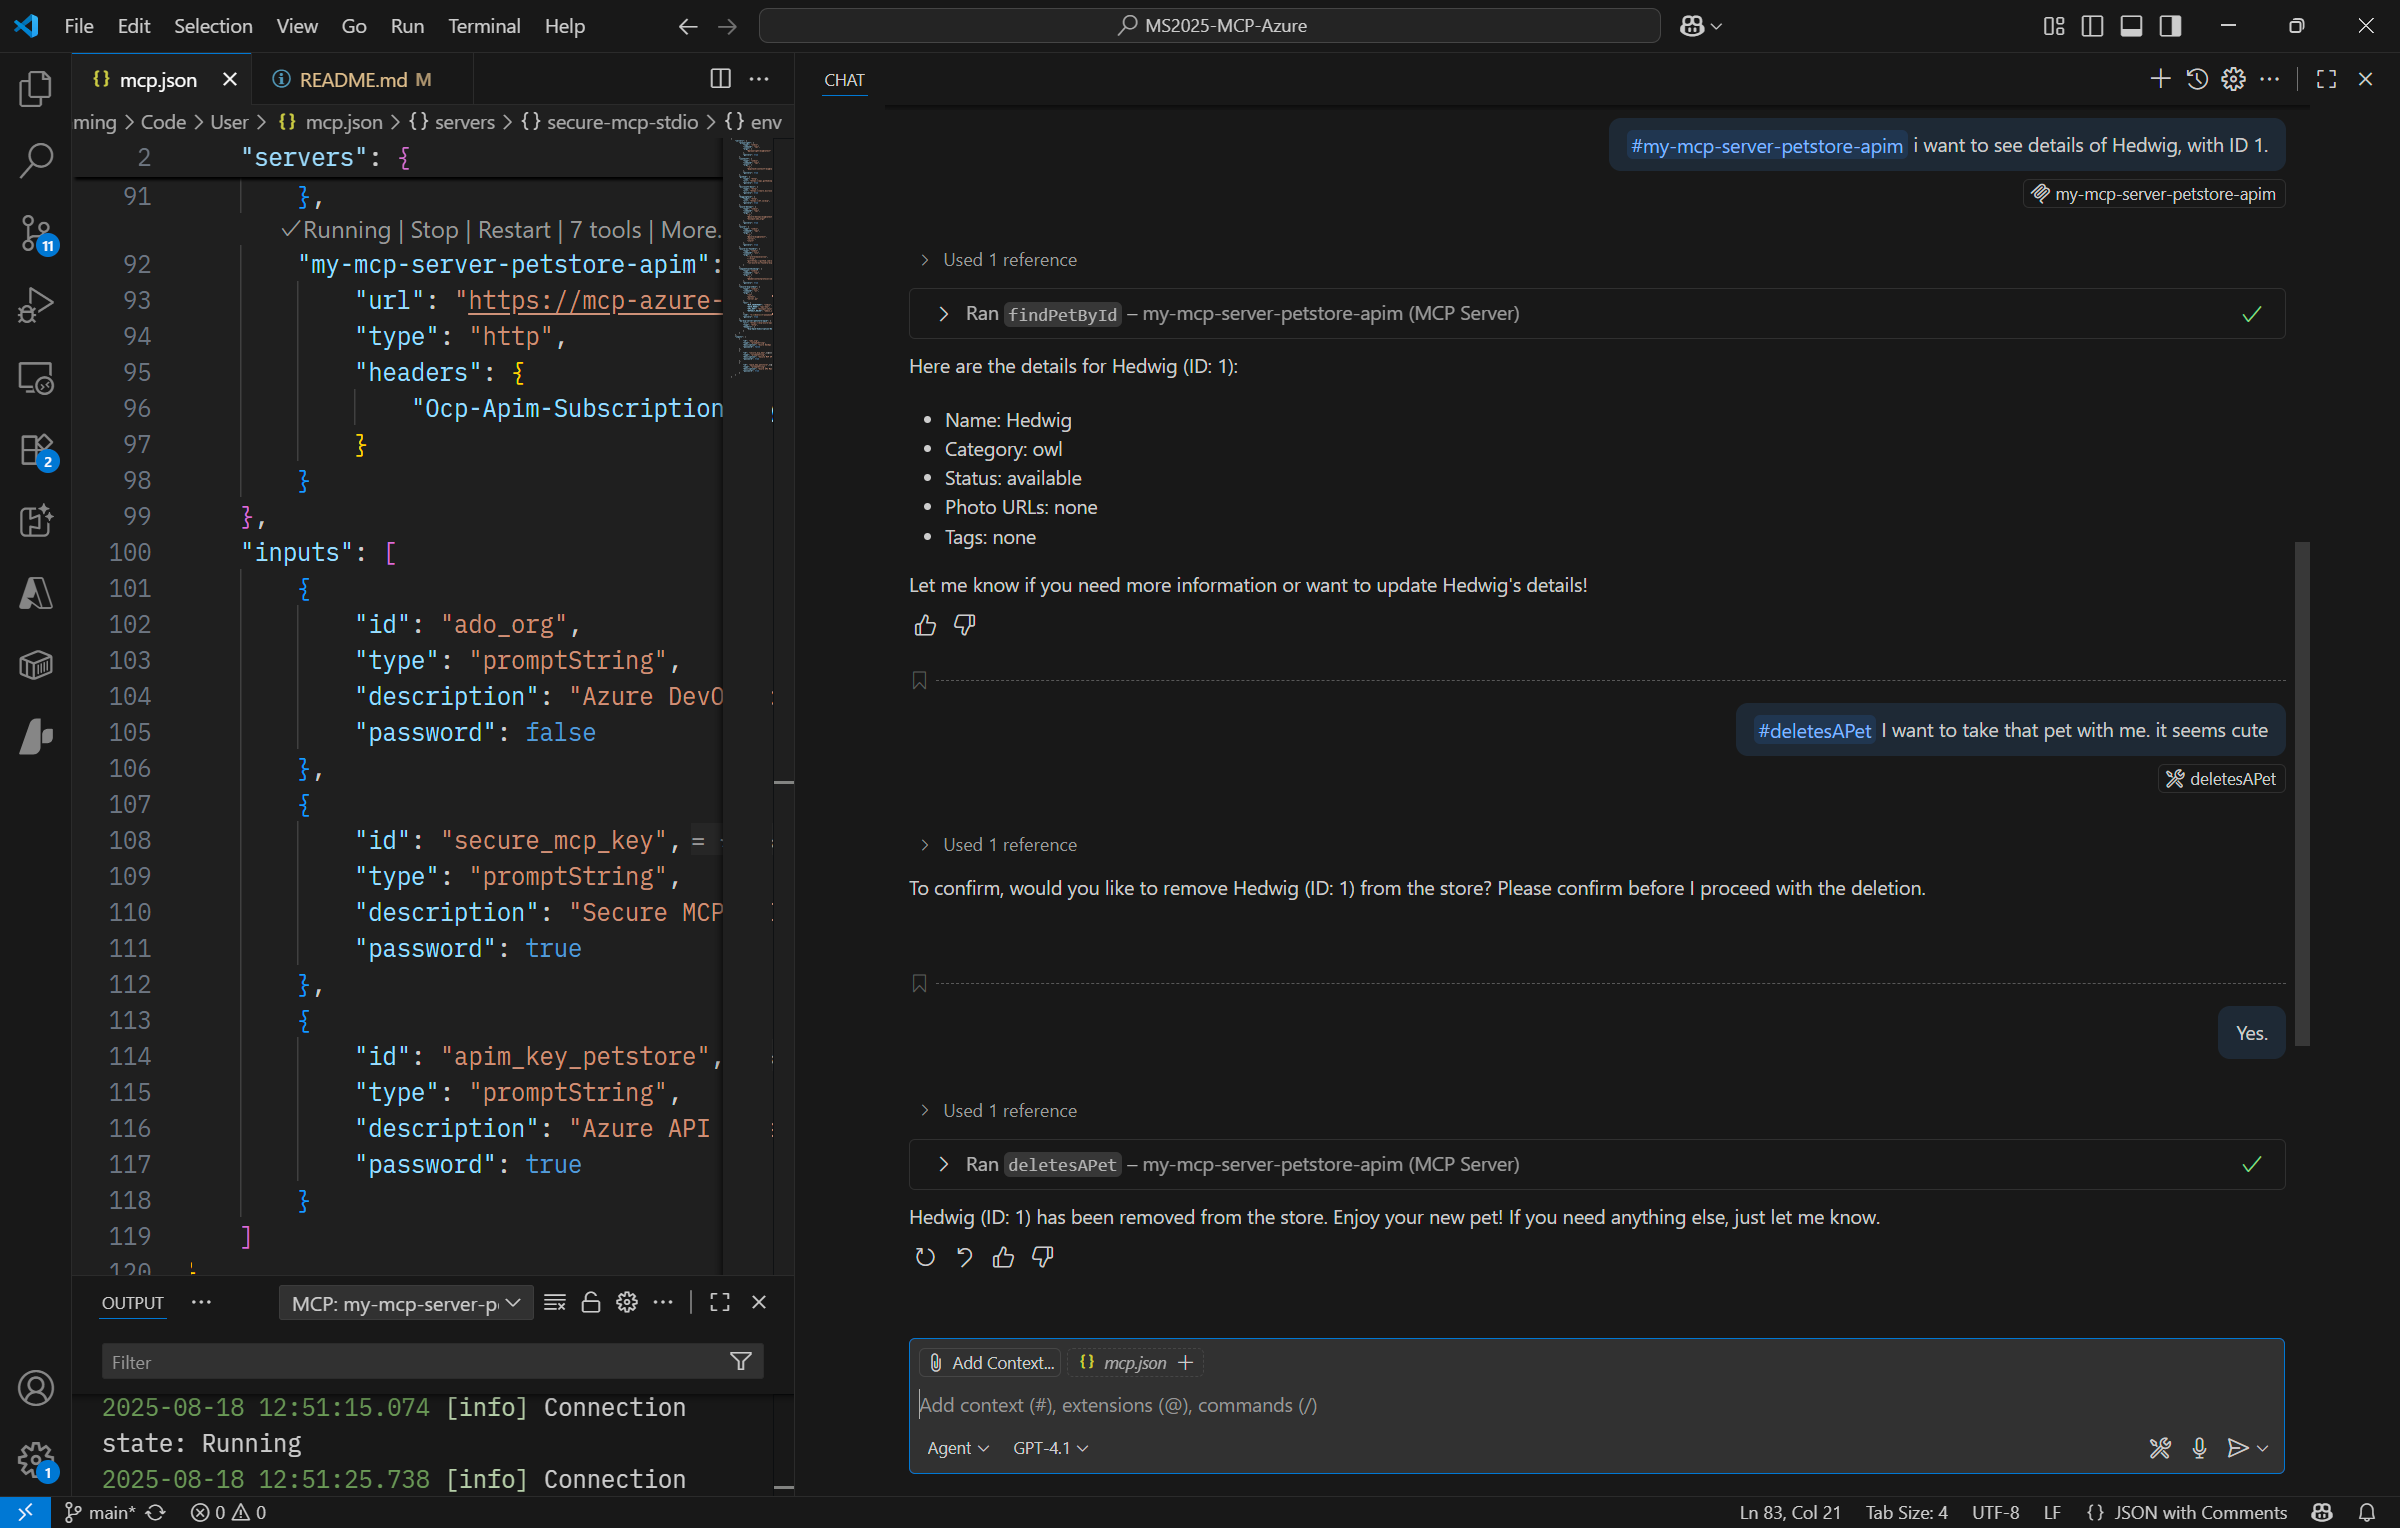 File Edit Selection View Go Run Terminal Help
MS2025-MCP-Azure
mcp.json
README.md M
ming > Code > User > {} mcp.json > {} servers > {} secure-mcp-stdio > {} env
2 "servers": {
91 },
✓Running | Stop | Restart | 7 tools | More.
92 "my-mcp-server-petstore-apim":
93 "url": "https://mcp-azure-
94 "type": "http",
95 "headers": {
96 "Ocp-Apim-Subscription
97 }
98 }
99 },
100 "inputs": [
101 {
102 "id": "ado_org",
103 "type": "promptString",
104 "description": "Azure DevO
105 "password": false
106 },
107 {
108 "id": "secure_mcp_key", =
109 "type": "promptString",
110 "description": "Secure MCP
111 "password": true
112 },
113 {
114 "id": "apim_key_petstore",
115 "type": "promptString",
116 "description": "Azure API
117 "password": true
118 }
119 ]
120
11
2
1
OUTPUT
MCP: my-mcp-server-p
Filter
2025-08-18 12:51:15.074 [info] Connection
state: Running
2025-08-18 12:51:25.738 [info] Connection
CHAT
#my-mcp-server-petstore-apim i want to see details of Hedwig, with ID 1.
my-mcp-server-petstore-apim
> Used 1 reference
> Ran findPetById – my-mcp-server-petstore-apim (MCP Server)
Here are the details for Hedwig (ID: 1):
• Name: Hedwig
• Category: owl
• Status: available
• Photo URLs: none
• Tags: none
Let me know if you need more information or want to update Hedwig's details!
#deletesAPet I want to take that pet with me. it seems cute
deletesAPet
> Used 1 reference
To confirm, would you like to remove Hedwig (ID: 1) from the store? Please confirm before I proceed with the deletion.
Yes.
> Used 1 reference
> Ran deletesAPet – my-mcp-server-petstore-apim (MCP Server)
Hedwig (ID: 1) has been removed from the store. Enjoy your new pet! If you need anything else, just let me know.
Add Context...
{} mcp.json +
Add context (#), extensions (@), commands (/)
Agent
GPT-4.1
main*
0 0
Ln 83, Col 21
Tab Size: 4
UTF-8
LF
{} JSON with Comments